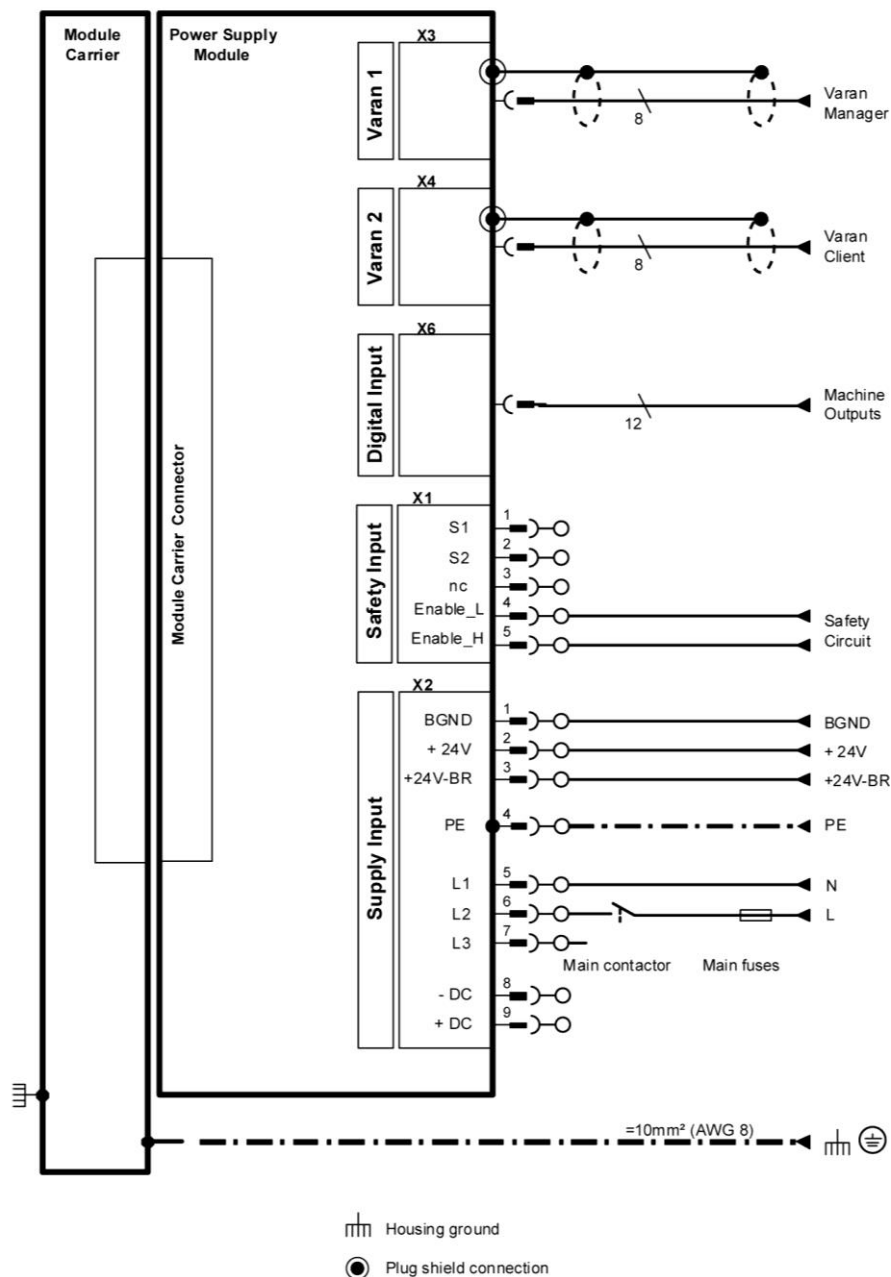 Module
Carrier
Power Supply
Module
X3
Varan 1
8
Varan
Manager
X4
Varan 2
8
Varan
Client
X6
Digital Input
12
Machine
Outputs
Module Carrier Connector
X1
Safety Input
S1 1
S2 2
nc 3
Enable_L 4
Enable_H 5
Safety
Circuit
X2
Supply Input
BGND 1 BGND
+ 24V 2 + 24V
+24V-BR 3 +24V-BR
PE 4 PE
L1 5 N
L2 6 L
L3 7
Main contactor Main fuses
- DC 8
+ DC 9
=10mm² (AWG 8)
Housing ground
Plug shield connection